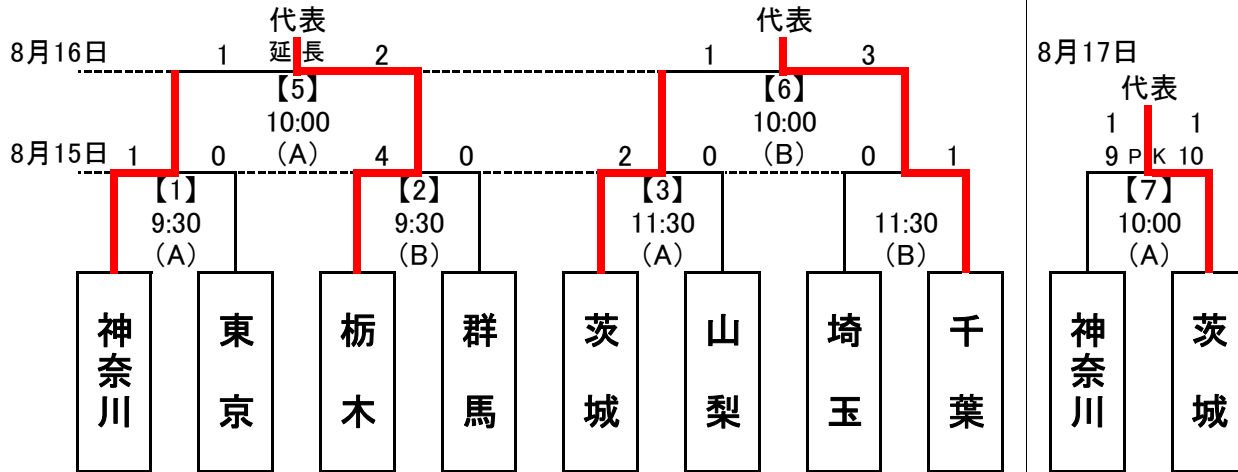 代表 代表
8月16日 1 延長 2 1 3 8月17日
【5】 【6】 代表
10:00 10:00 1 1
(A) (B) 9 PK 10
8月15日 1 0 4 0 2 0 0 1
【1】 【2】 【3】 【7】
9:30 9:30 11:30 11:30 10:00
(A) (B) (A) (B) (A)
神奈川 東京 栃木 群馬 茨城 山梨 埼玉 千葉 神奈川 茨城